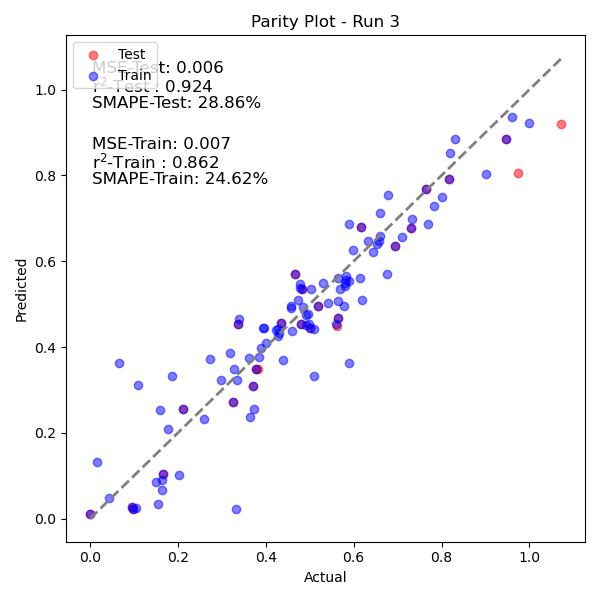 Parity Plot - Run 3
Test
Train
MSE-Test: 0.006
r²-Test : 0.924
SMAPE-Test: 28.86%
MSE-Train: 0.007
r²-Train : 0.862
SMAPE-Train: 24.62%
Predicted
1.0
0.8
0.6
0.4
0.2
0.0
0.0 0.2 0.4 0.6 0.8 1.0
Actual